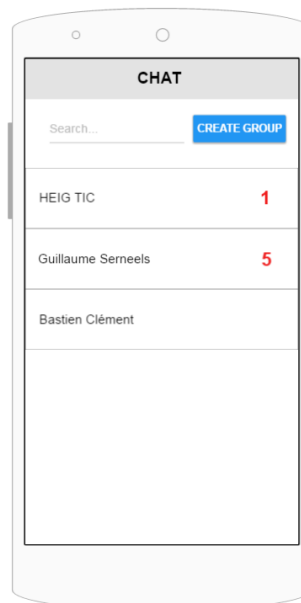 CHAT
Search... CREATE GROUP
HEIG TIC 1
Guillaume Serneels 5
Bastien Clément